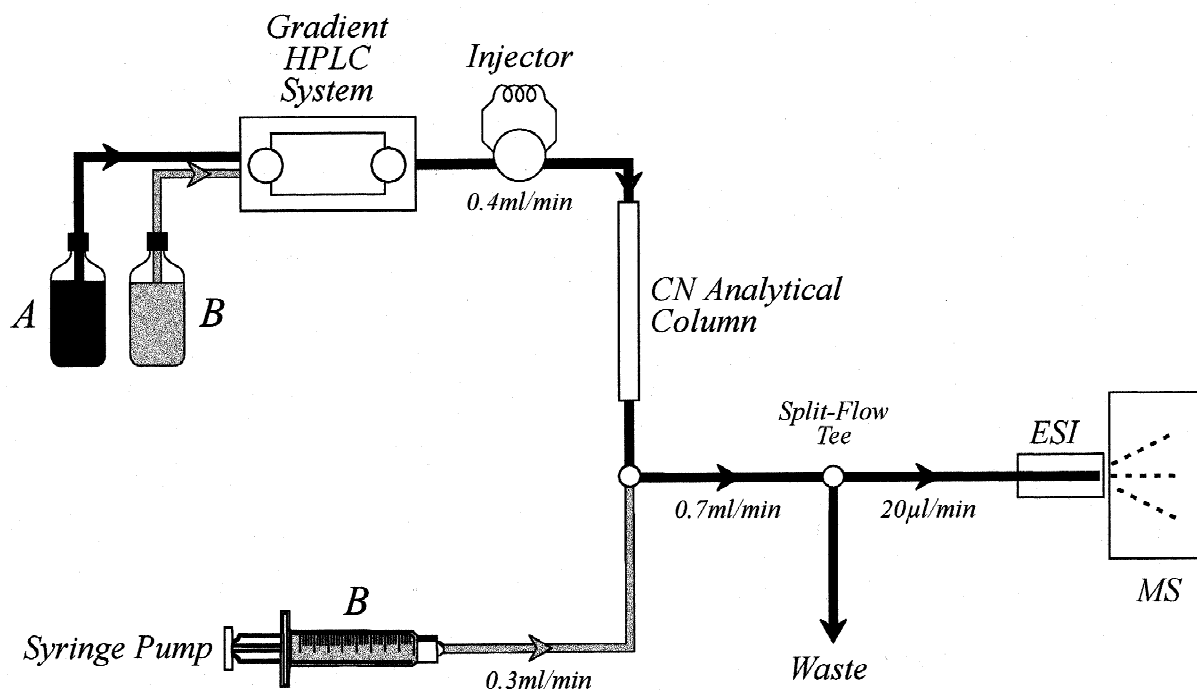 Gradient
HPLC
System
Injector
0.4ml/min
A
B
CN Analytical
Column
Split-Flow
Tee
ESI
0.7ml/min
20µl/min
MS
B
Syringe Pump
0.3ml/min
Waste